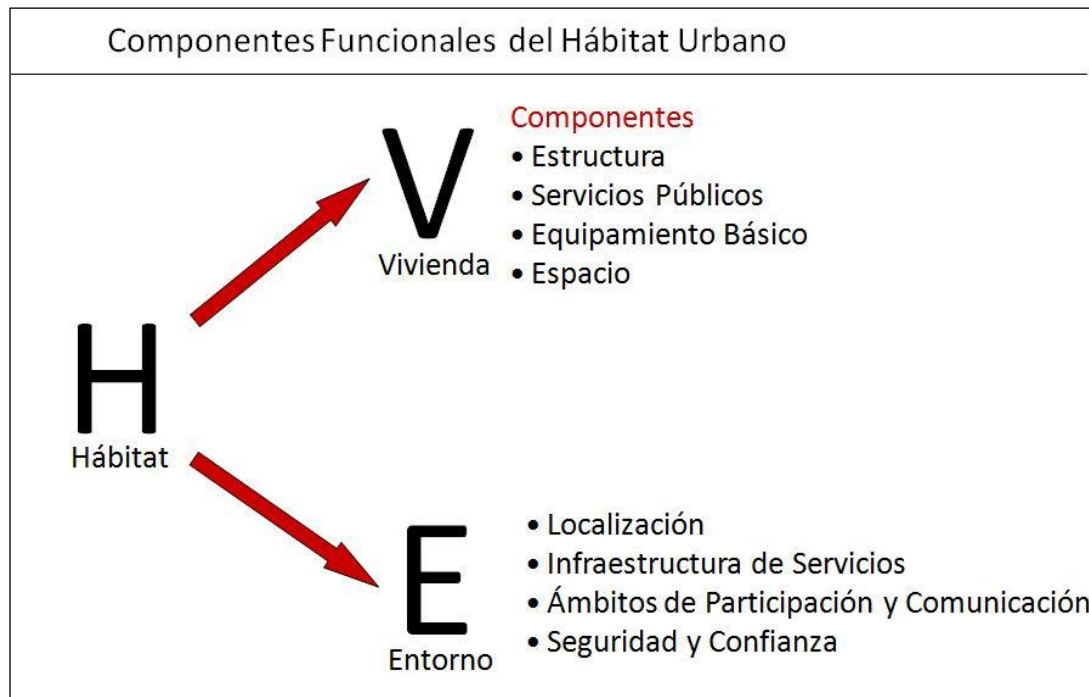 Componentes Funcionales del Hábitat Urbano
V
Vivienda
Componentes
• Estructura
• Servicios Públicos
• Equipamiento Básico
• Espacio
H
Hábitat
E
Entorno
• Localización
• Infraestructura de Servicios
• Ámbitos de Participación y Comunicación
• Seguridad y Confianza